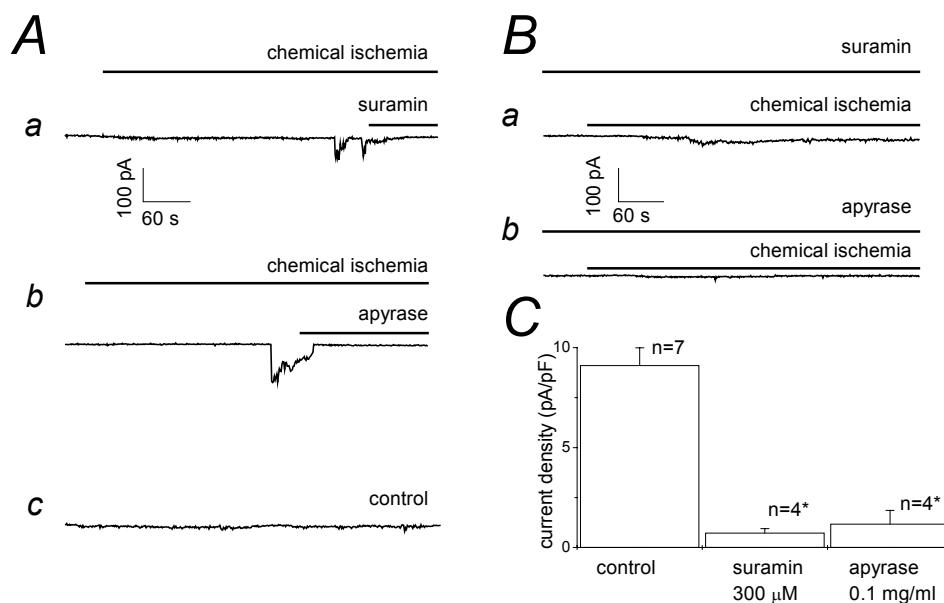 A
chemical ischemia
suramin
a
100 pA
60 s
chemical ischemia
b
apyrase
c
control
B
suramin
chemical ischemia
a
100 pA
60 s
apyrase
b
chemical ischemia
C
10
5
0
current density (pA/pF)
n=7
n=4*
n=4*
control
suramin
300 μM
apyrase
0.1 mg/ml